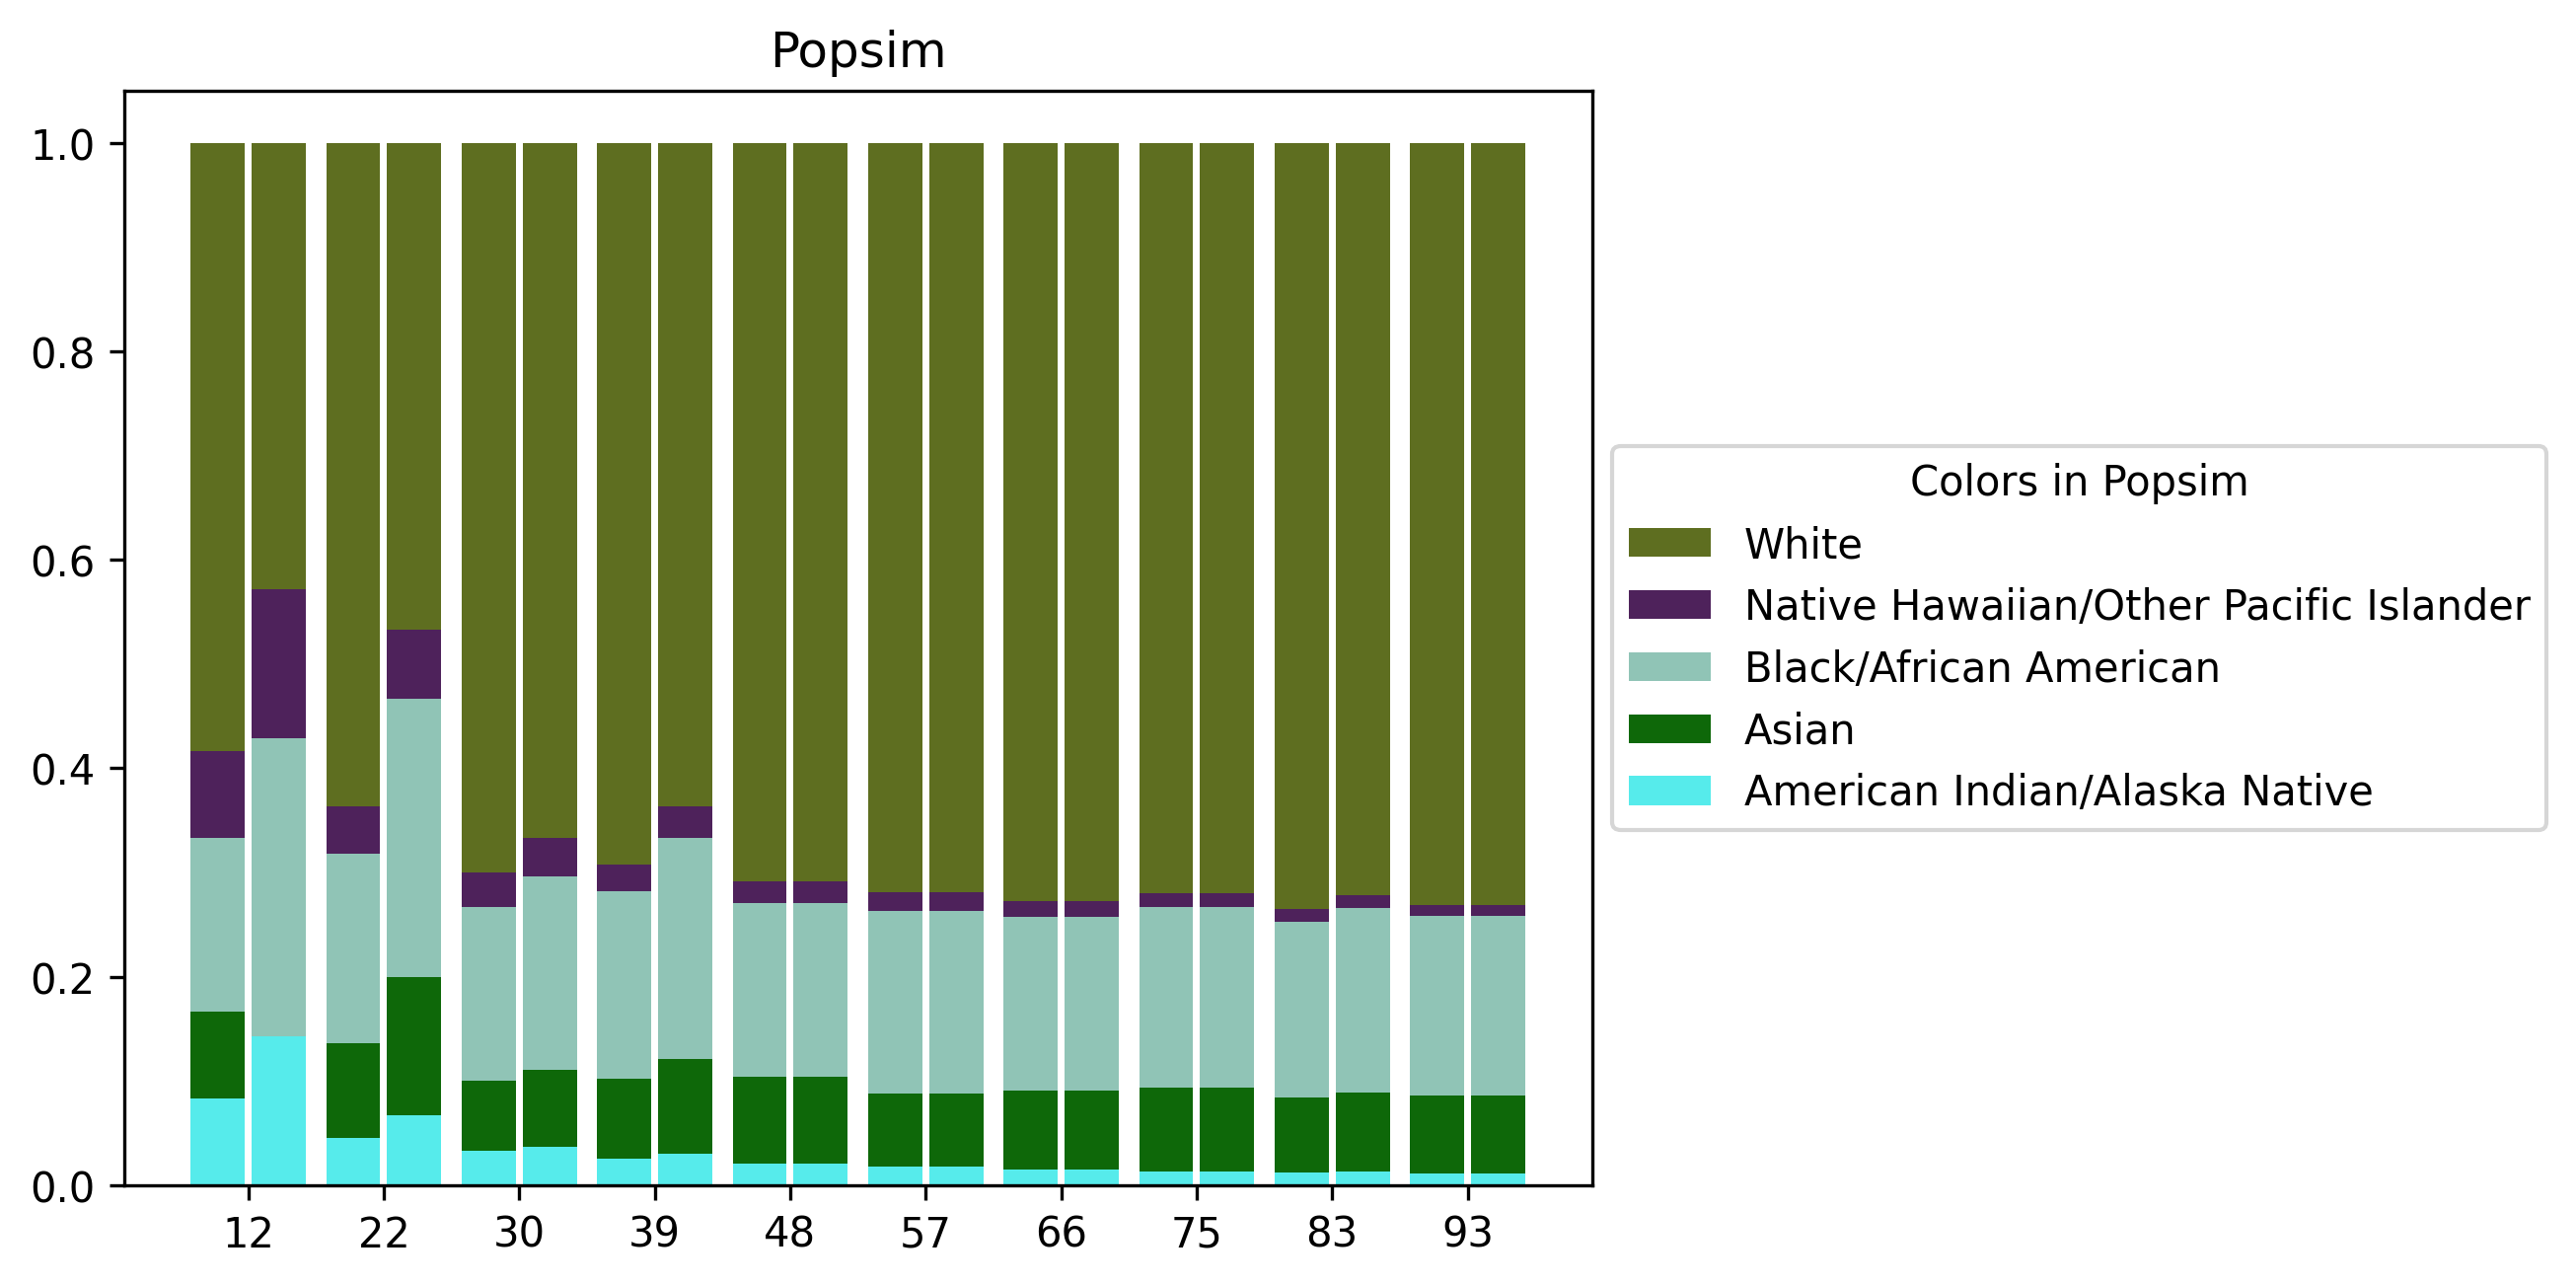 Popsim
1.0
0.8
0.6
0.4
0.2
0.0
12 22 30 39 48 57 66 75 83 93
Colors in Popsim
White
Native Hawaiian/Other Pacific Islander
Black/African American
Asian
American Indian/Alaska Native